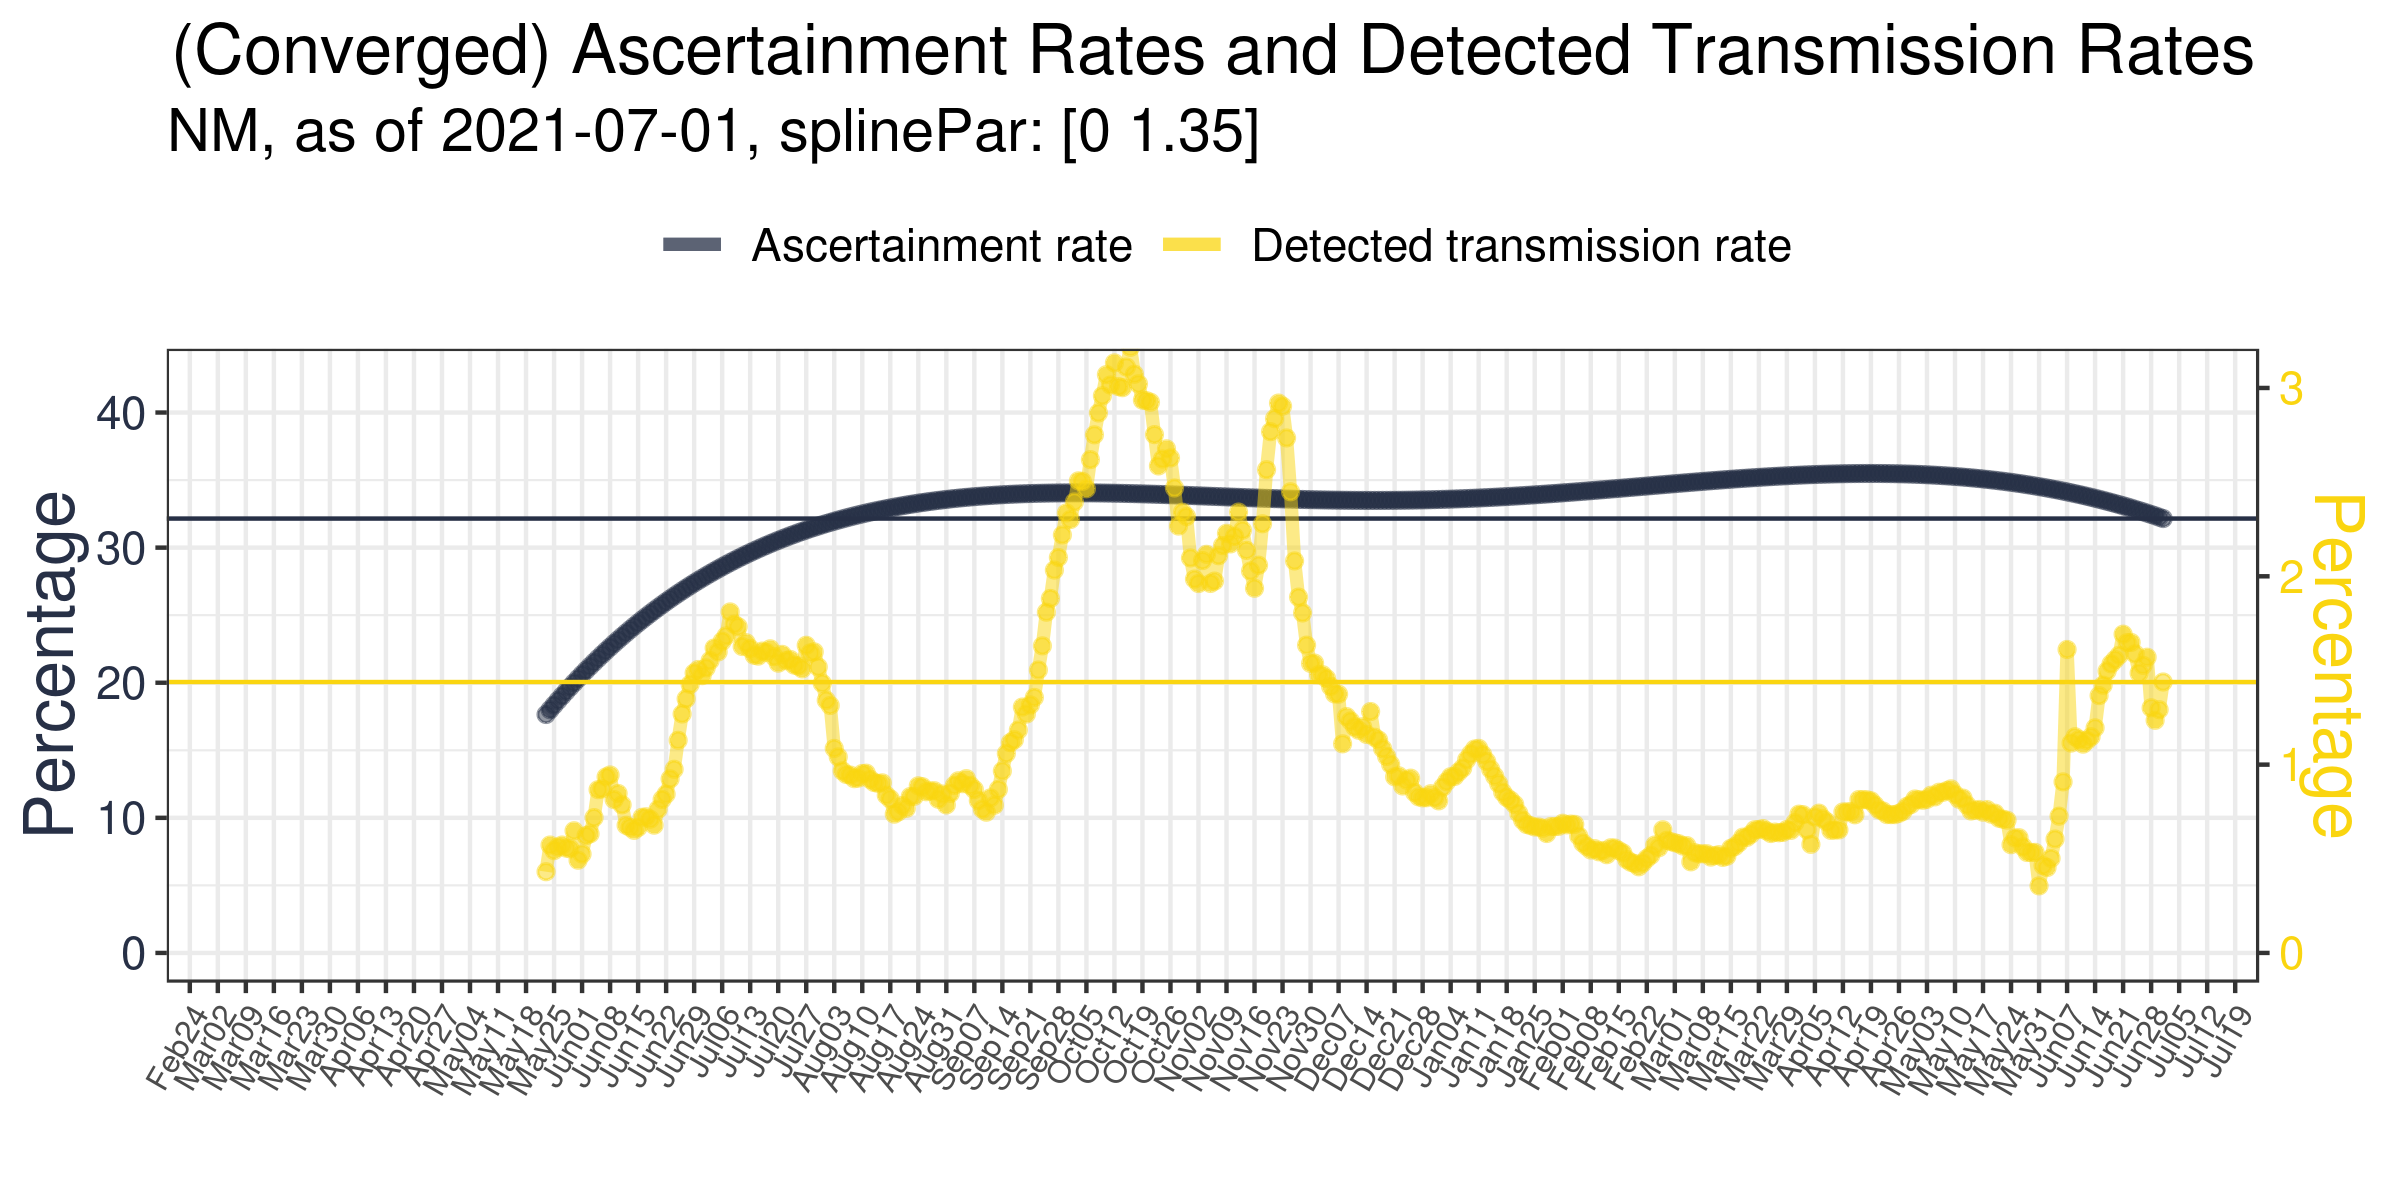 (Converged) Ascertainment Rates and Detected Transmission Rates
NM, as of 2021-07-01, splinePar: [0 1.35]
Ascertainment rate
Detected transmission rate
Percentage
40
30
20
10
0
3
2
1
0
Percentage
Feb24
Mar02
Mar09
Mar16
Mar23
Mar30
Apr06
Apr13
Apr20
Apr27
May04
May11
May18
May25
Jun01
Jun08
Jun15
Jun22
Jun29
Jul06
Jul13
Jul20
Jul27
Aug03
Aug10
Aug17
Aug24
Aug31
Sep07
Sep14
Sep21
Sep28
Oct05
Oct12
Oct19
Oct26
Nov02
Nov09
Nov16
Nov23
Nov30
Dec07
Dec14
Dec21
Dec28
Jan04
Jan11
Jan18
Jan25
Feb01
Feb08
Feb15
Feb22
Mar01
Mar08
Mar15
Mar22
Mar29
Apr05
Apr12
Apr19
Apr26
May03
May10
May17
May24
May31
Jun07
Jun14
Jun21
Jun28
Jul05
Jul12
Jul19